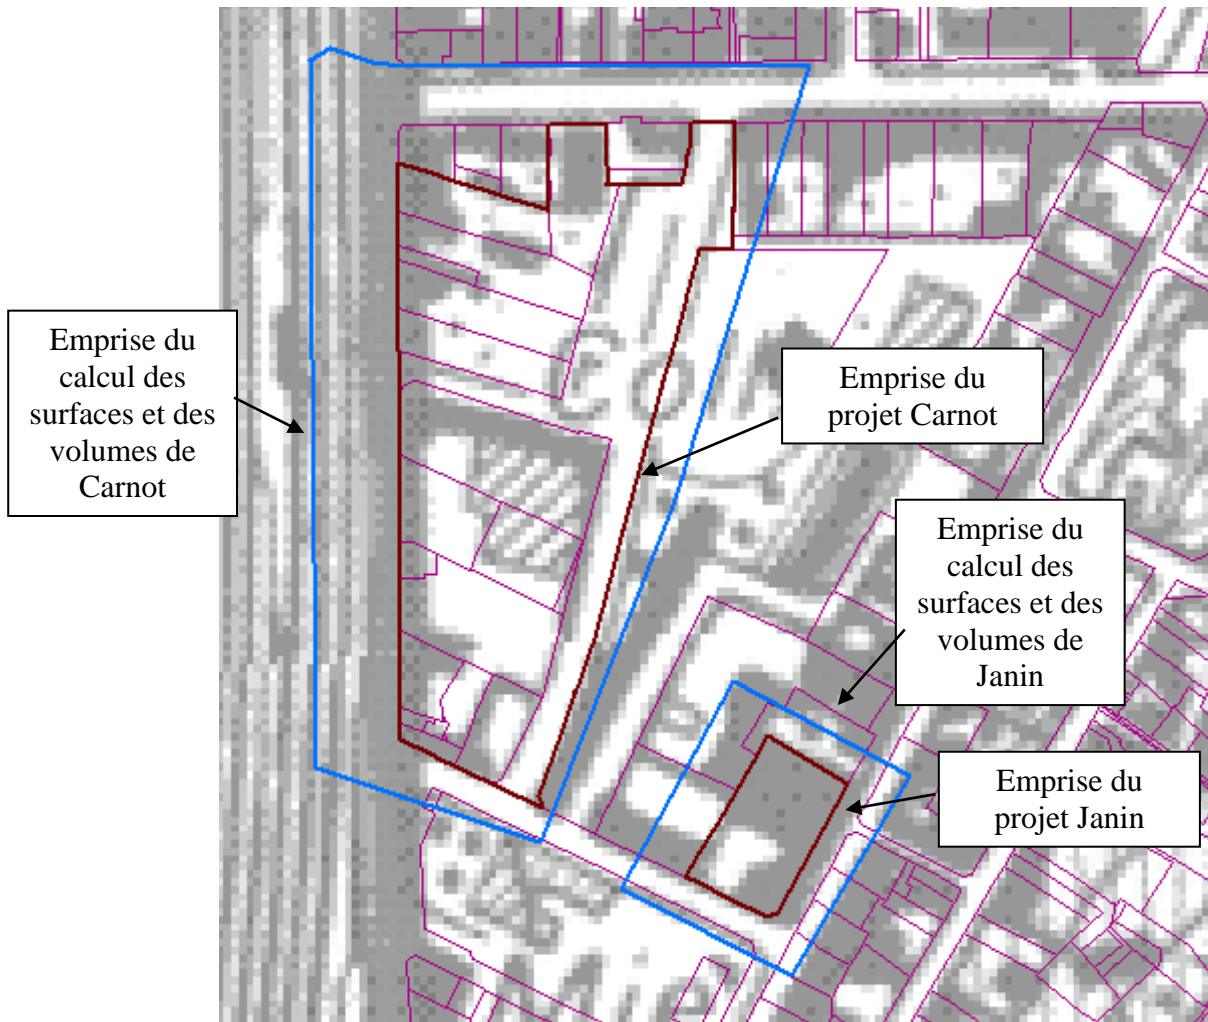 Emprise du
calcul des
surfaces et des
volumes de
Carnot
Emprise du
projet Carnot
Emprise du
calcul des
surfaces et des
volumes de
Janin
Emprise du
projet Janin